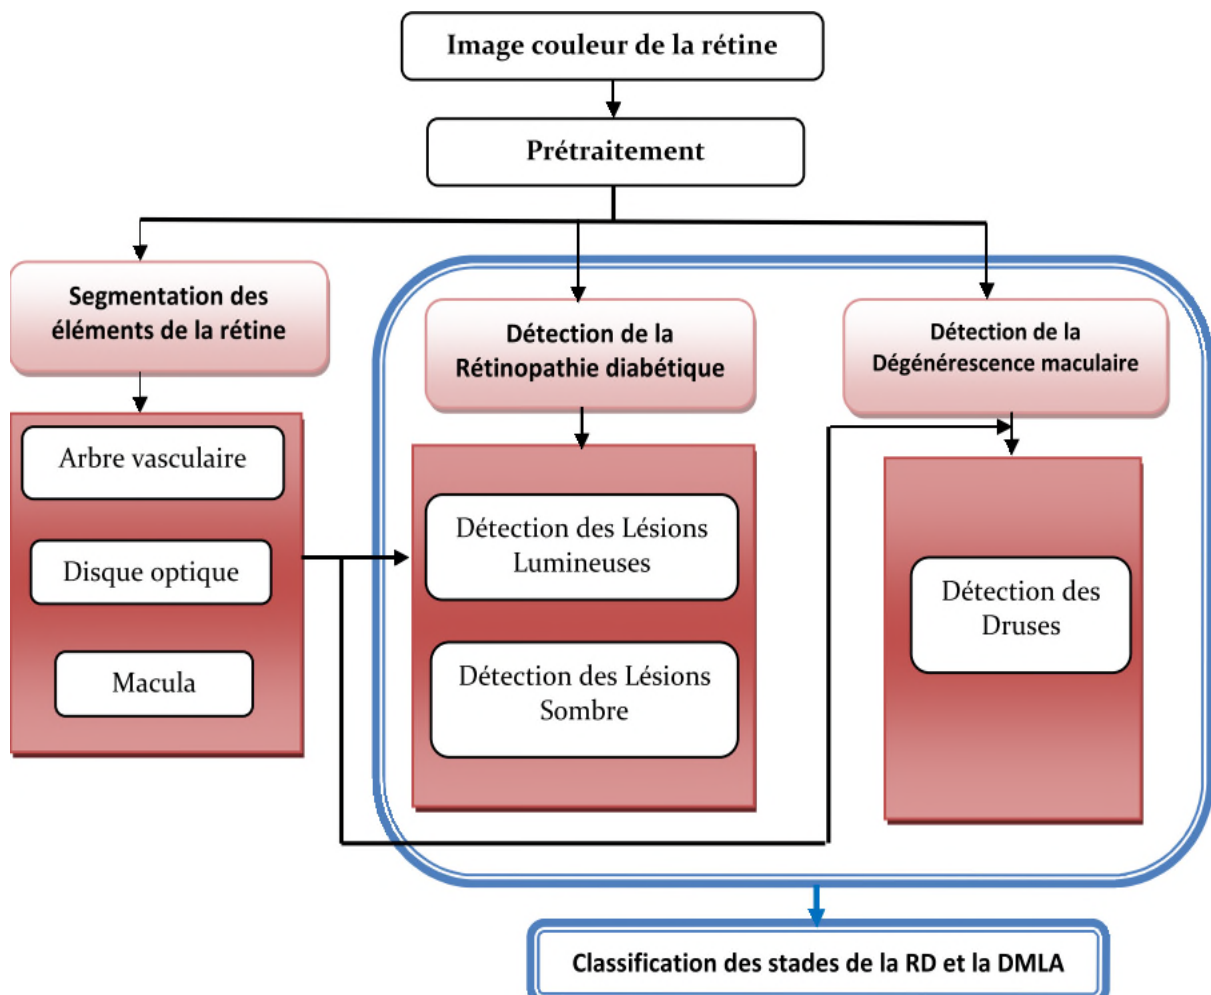 Image couleur de la rétine
Prétraitement
Segmentation des
éléments de la rétine
Détection de la
Rétinopathie diabétique
Détection de la
Dégénérescence maculaire
Arbre vasculaire
Disque optique
Macula
Détection des Lésions
Lumineuses
Détection des Lésions
Sombre
Détection des
Druses
Classification des stades de la RD et la DMLA